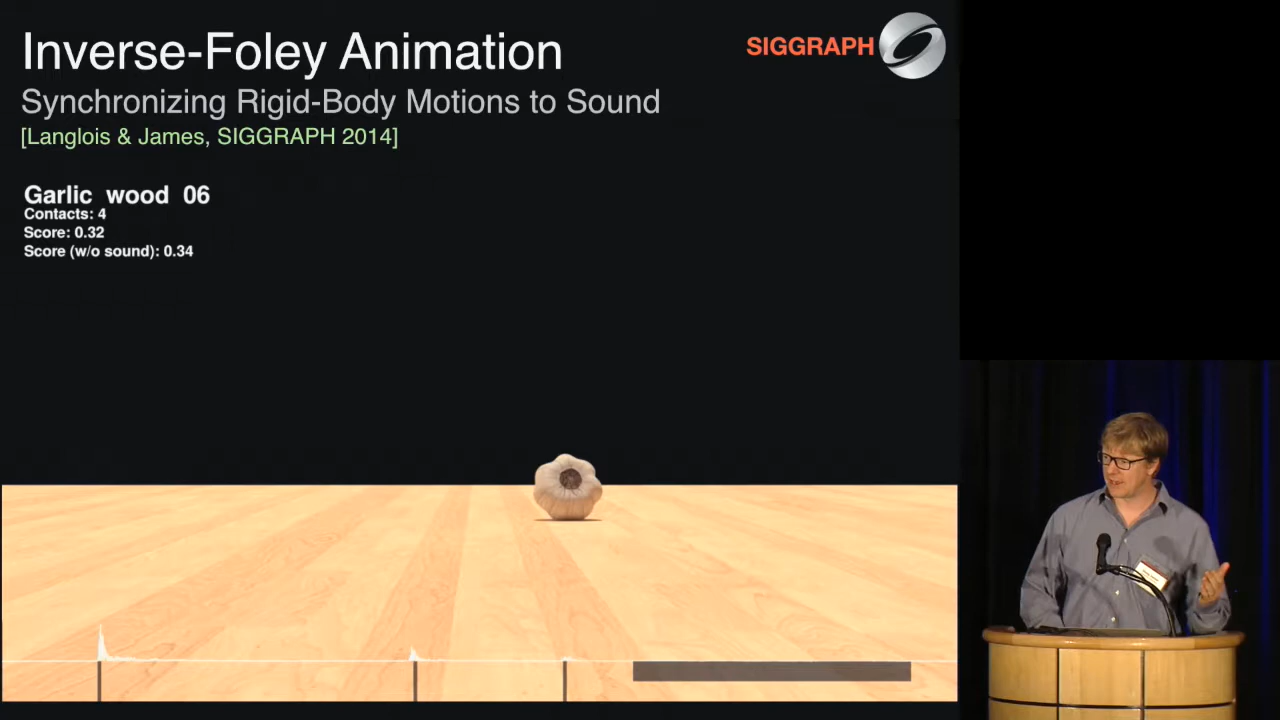 Inverse-Foley Animation
SIGGRAPH
Synchronizing Rigid-Body Motions to Sound
[Langlois & James, SIGGRAPH 2014]
Garlic wood 06
Contacts: 4
Score: 0.32
Score (w/o sound): 0.34